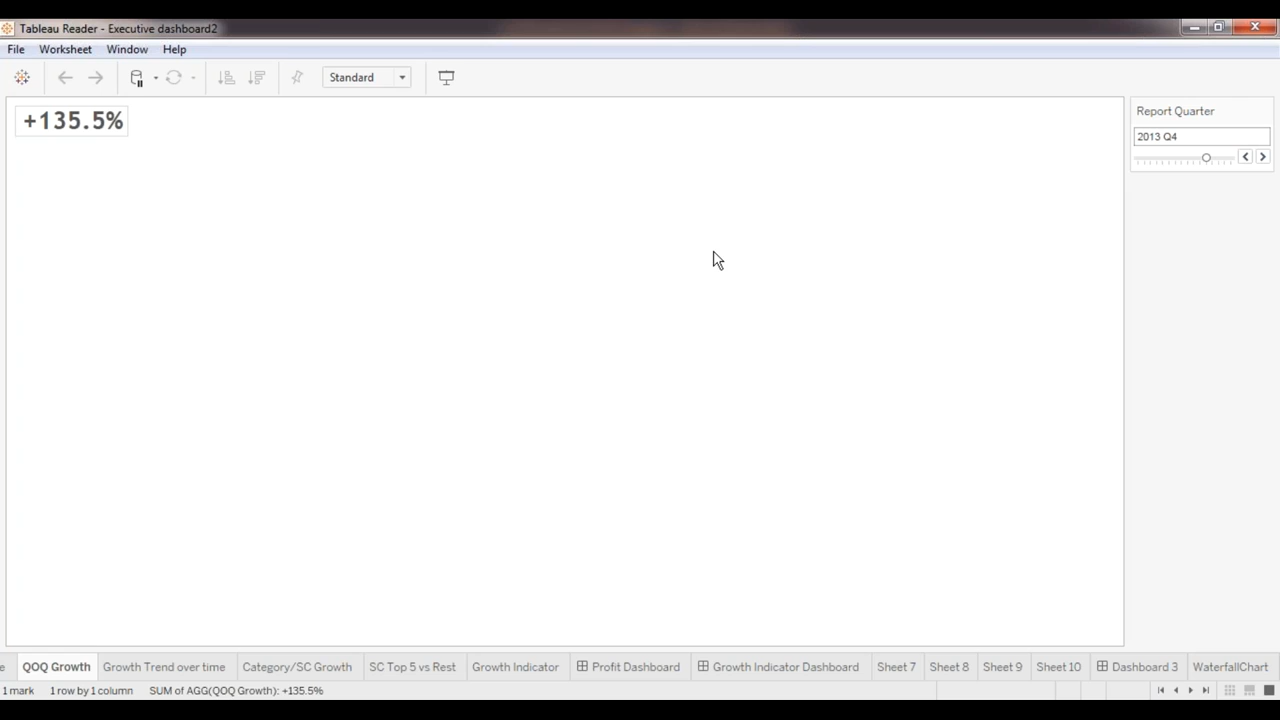 Tableau Reader - Executive dashboard2
File Worksheet Window Help
Standard
+135.5%
Report Quarter
2013 Q4
e QOQ Growth Growth Trend over time Category/SC Growth SC Top 5 vs Rest Growth Indicator Profit Dashboard Growth Indicator Dashboard Sheet 7 Sheet 8 Sheet 9 Sheet 10 Dashboard 3 WaterfallChart
1 mark 1 row by 1 column SUM of AGG(QOQ Growth): +135.5%